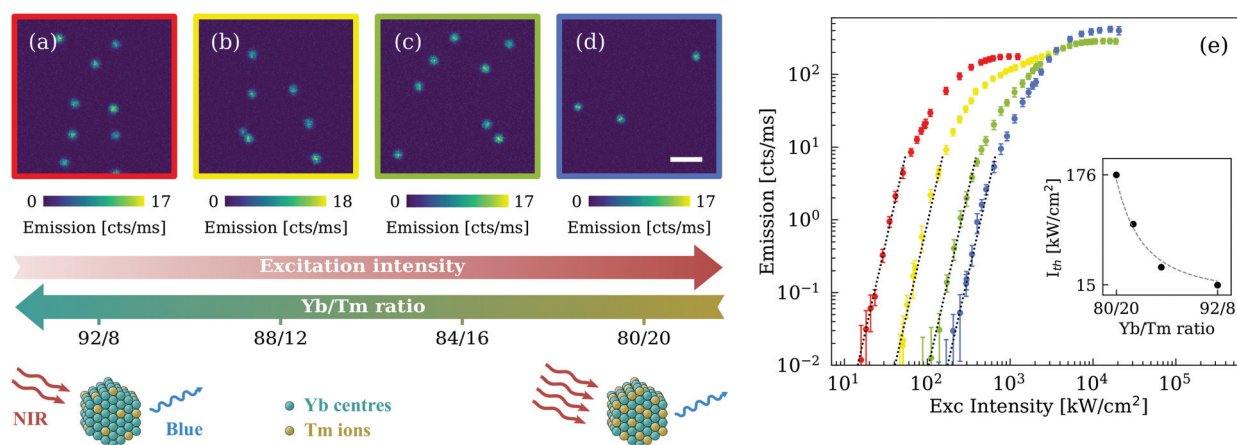 (a)
(b)
(c)
(d)
0 17
0 18
0 17
0 17
Emission [cts/ms]
Emission [cts/ms]
Emission [cts/ms]
Emission [cts/ms]
Excitation intensity
Yb/Tm ratio
92/8
88/12
84/16
80/20
NIR
Blue
Yb centres
Tm ions
Blue
(e)
Emission [cts/ms]
10²
10¹
10⁰
10⁻¹
10⁻²
10¹ 10² 10³ 10⁴ 10⁵
Exc Intensity [kW/cm²]
I_th [kW/cm²]
176
15
80/20 92/8
Yb/Tm ratio